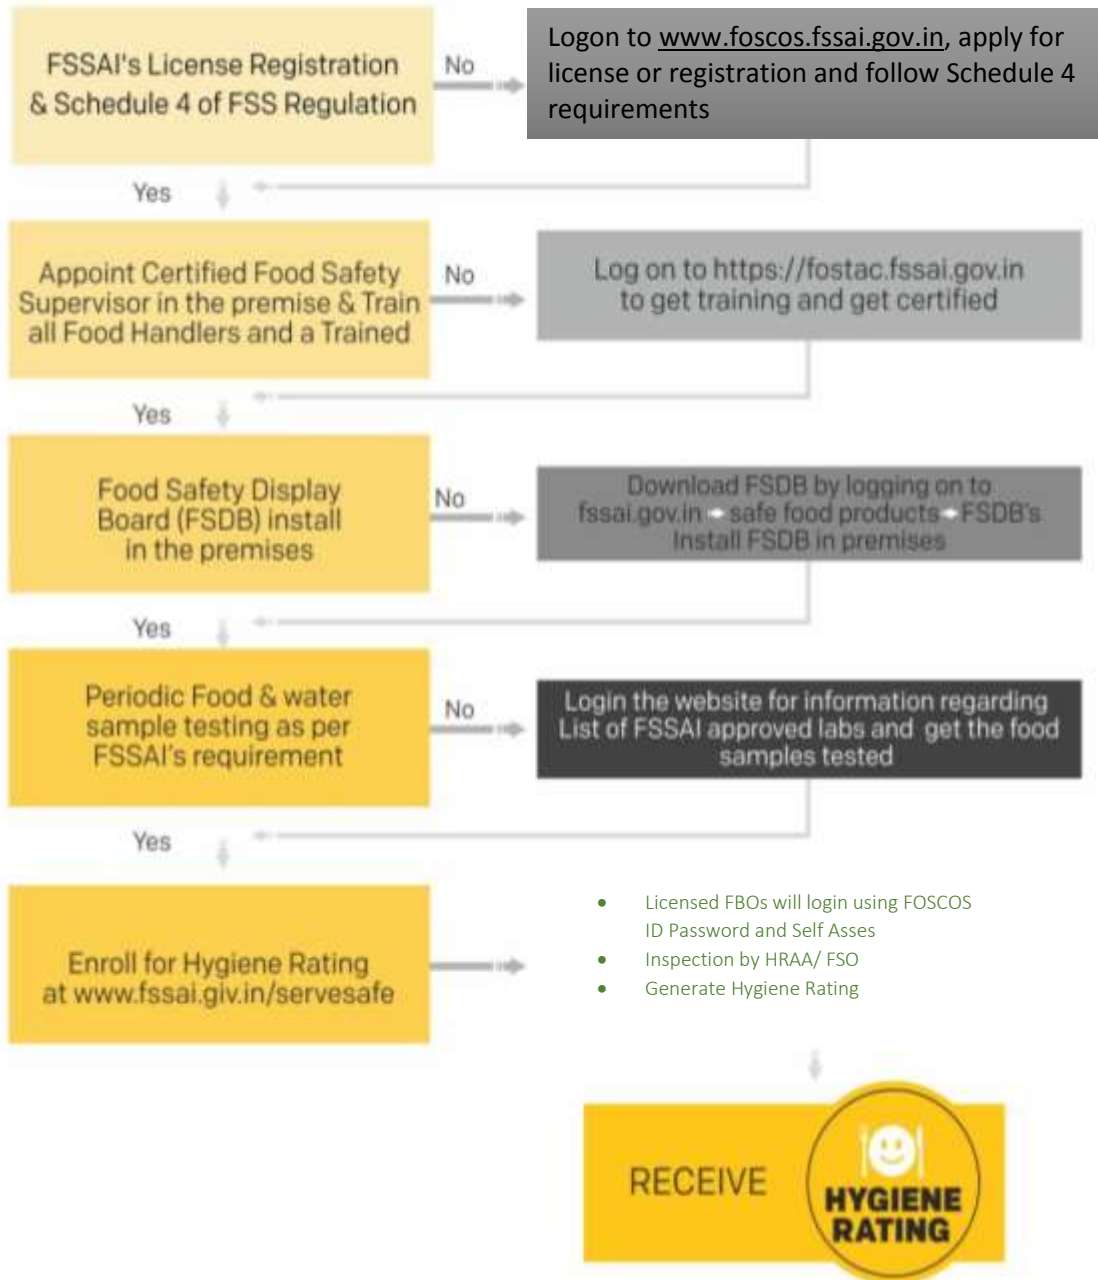 FSSAI's License Registration
& Schedule 4 of FSS Regulation
No
Logon to www.foscos.fssai.gov.in, apply for
license or registration and follow Schedule 4
requirements
Yes
Appoint Certified Food Safety
Supervisor in the premise & Train
all Food Handlers and a Trained
No
Log on to https://fostac.fssai.gov.in
to get training and get certified
Yes
Food Safety Display
Board (FSDB) install
in the premises
No
Download FSDB by logging on to
fssai.gov.in safe food products FSDB's
Install FSDB in premises
Yes
Periodic Food & water
sample testing as per
FSSAI's requirement
No
Login the website for information regarding
List of FSSAI approved labs and get the food
samples tested
Yes
Enroll for Hygiene Rating
at www.fssai.giv.in/servesafe
• Licensed FBOs will login using FOSCOS
ID Password and Self Asses
• Inspection by HRAA/ FSO
• Generate Hygiene Rating
RECEIVE
HYGIENE
RATING